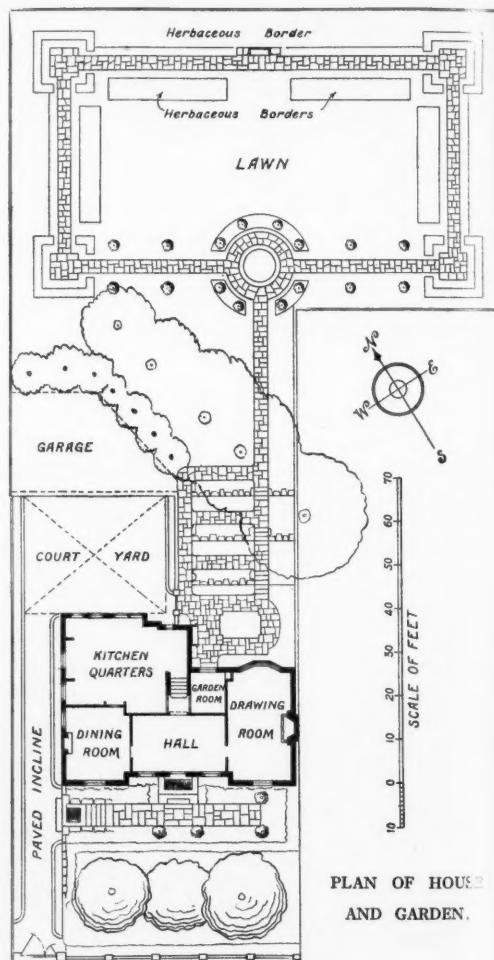 Herbaceous Border
Herbaceous Borders
LAWN
N
E
W
S
GARAGE
COURT YARD
KITCHEN
QUARTERS
GARDEN
ROOM
DRAWING
ROOM
DINING
ROOM
HALL
PAVED INCLINE
70
60
50
40
30
20
10
0
10
SCALE OF FEET
PLAN OF HOUSE
AND GARDEN.